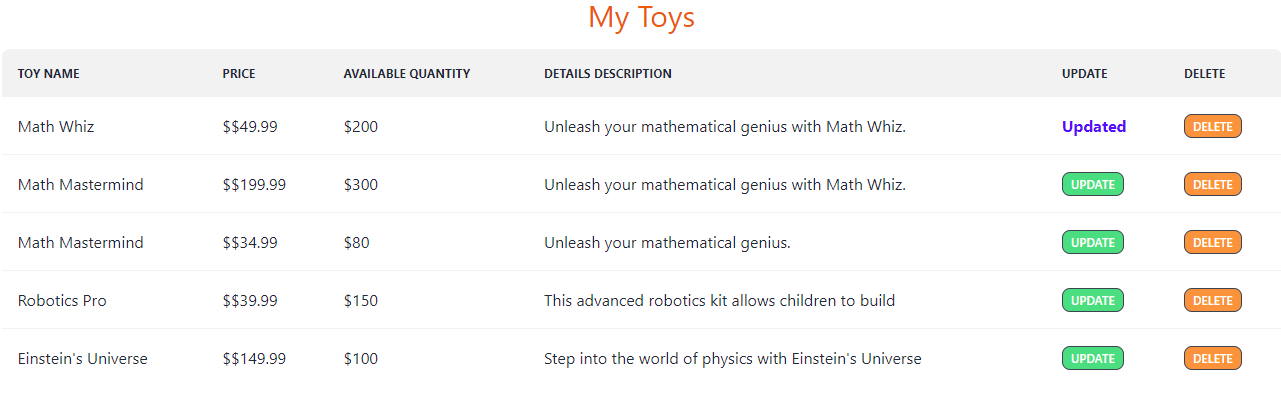 My Toys
TOY NAME PRICE AVAILABLE QUANTITY DETAILS DESCRIPTION UPDATE DELETE
Math Whiz $$49.99 $200 Unleash your mathematical genius with Math Whiz. Updated DELETE
Math Mastermind $$199.99 $300 Unleash your mathematical genius with Math Whiz. UPDATE DELETE
Math Mastermind $$34.99 $80 Unleash your mathematical genius. UPDATE DELETE
Robotics Pro $$39.99 $150 This advanced robotics kit allows children to build UPDATE DELETE
Einstein's Universe $$149.99 $100 Step into the world of physics with Einstein's Universe UPDATE DELETE